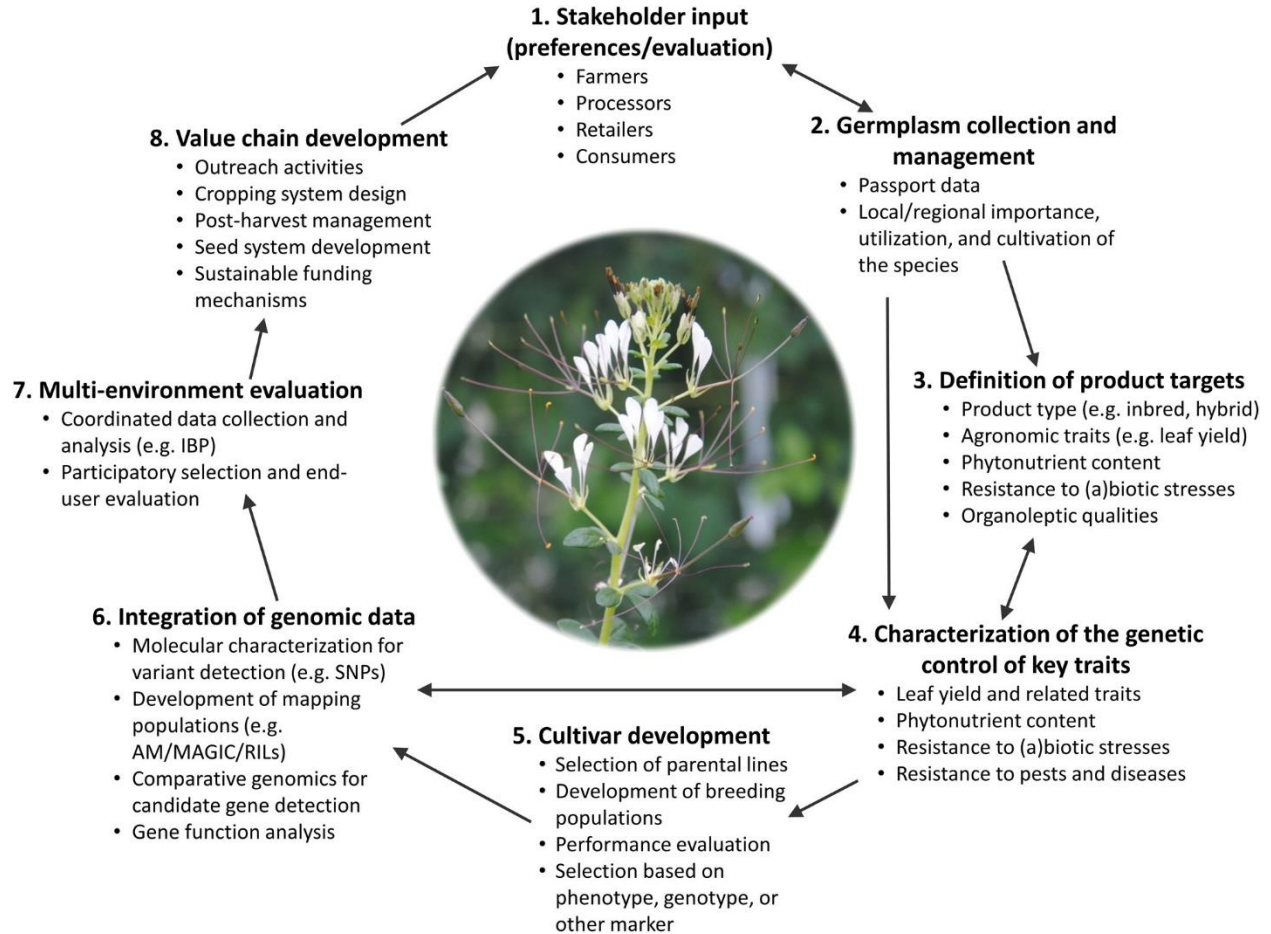 1. Stakeholder input
(preferences/evaluation)
• Farmers
• Processors
• Retailers
• Consumers
2. Germplasm collection and
management
• Passport data
• Local/regional importance,
utilization, and cultivation of
the species
3. Definition of product targets
• Product type (e.g. inbred, hybrid)
• Agronomic traits (e.g. leaf yield)
• Phytonutrient content
• Resistance to (a)biotic stresses
• Organoleptic qualities
4. Characterization of the genetic
control of key traits
• Leaf yield and related traits
• Phytonutrient content
• Resistance to (a)biotic stresses
• Resistance to pests and diseases
5. Cultivar development
• Selection of parental lines
• Development of breeding
populations
• Performance evaluation
• Selection based on
phenotype, genotype, or
other marker
6. Integration of genomic data
• Molecular characterization for
variant detection (e.g. SNPs)
• Development of mapping
populations (e.g.
AM/MAGIC/RILs)
• Comparative genomics for
candidate gene detection
• Gene function analysis
7. Multi-environment evaluation
• Coordinated data collection and
analysis (e.g. IBP)
• Participatory selection and end-
user evaluation
8. Value chain development
• Outreach activities
• Cropping system design
• Post-harvest management
• Seed system development
• Sustainable funding
mechanisms